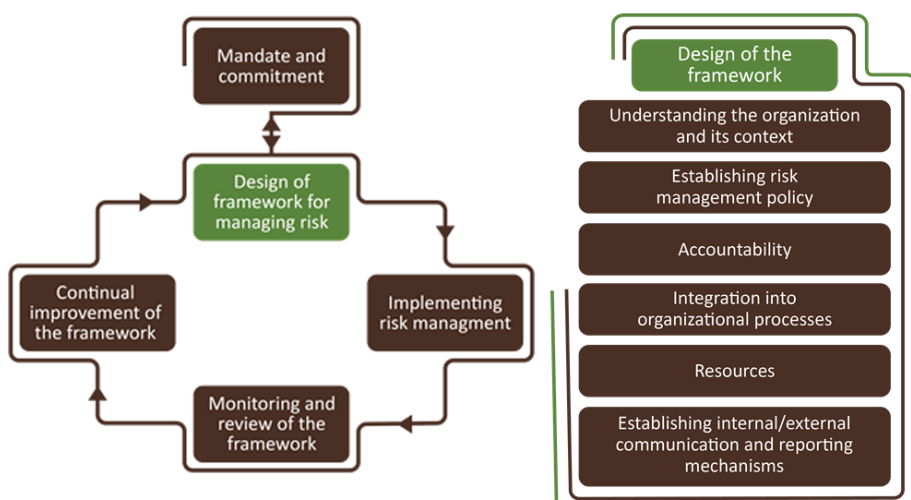 Mandate and
commitment
Design of
framework for
managing risk
Continual
improvement of
the framework
Implementing
risk managment
Monitoring and
review of the
framework
Design of the
framework
Understanding the organization
and its context
Establishing risk
management policy
Accountability
Integration into
organizational processes
Resources
Establishing internal/external
communication and reporting
mechanisms